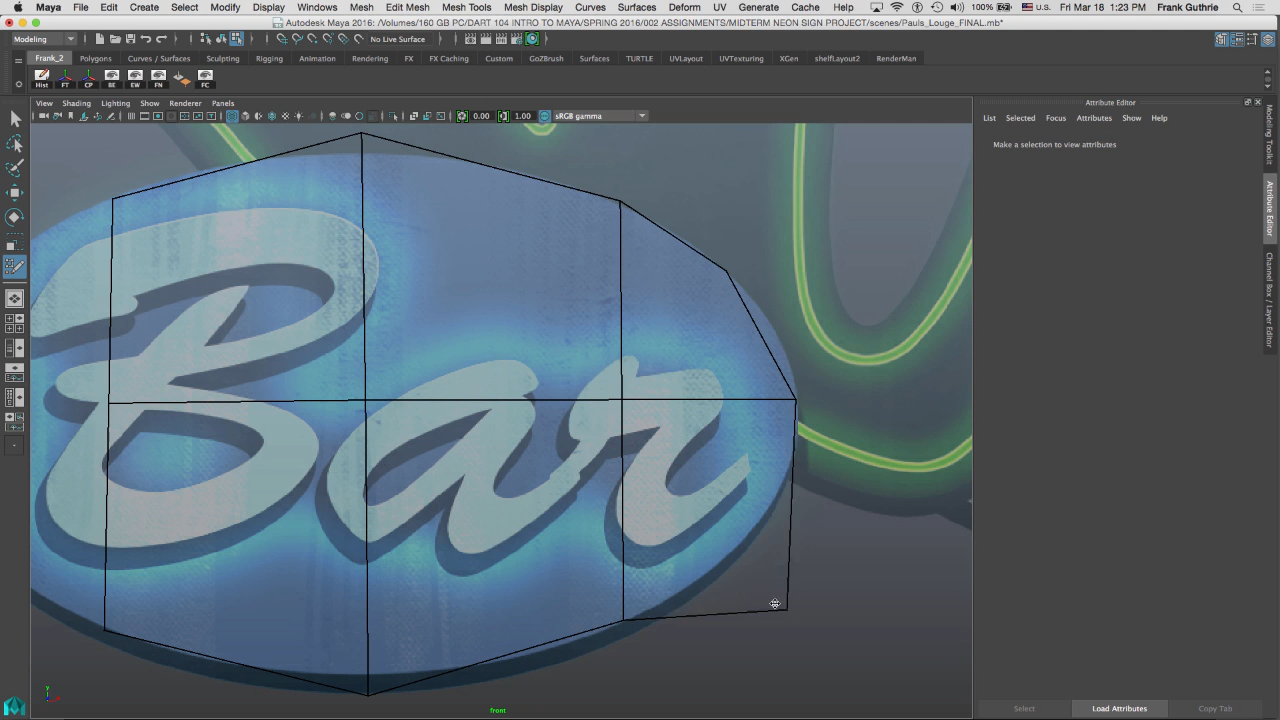 Maya File Edit Create Select Modify Display Windows Mesh Edit Mesh Mesh Tools Mesh Display Curves Surfaces Deform UV Generate Cache Help 100% U.S. Fri Mar 18 1:23 PM Frank Guthrie
Autodesk Maya 2016: /Volumes/160 GB PC/DART 104 INTRO TO MAYA/SPRING 2016/002 ASSIGNMENTS/MIDTERM NEON SIGN PROJECT/scenes/Pauls_Louge_FINAL.mb*
Modeling No Live Surface
Frank_2 Polygons Curves / Surfaces Sculpting Rigging Animation Rendering FX FX Caching Custom GoZBrush Surfaces TURTLE UVLayout UVTexturing XGen shelfLayout2 RenderMan
Hist FT CP BE EW FN FC
View Shading Lighting Show Renderer Panels
0.00 1.00 sRGB gamma
Attribute Editor
List Selected Focus Attributes Show Help
Make a selection to view attributes
Modeling Toolkit
Attribute Editor
Channel Box / Layer Editor
Bar
y
front
Select Load Attributes Copy Tab